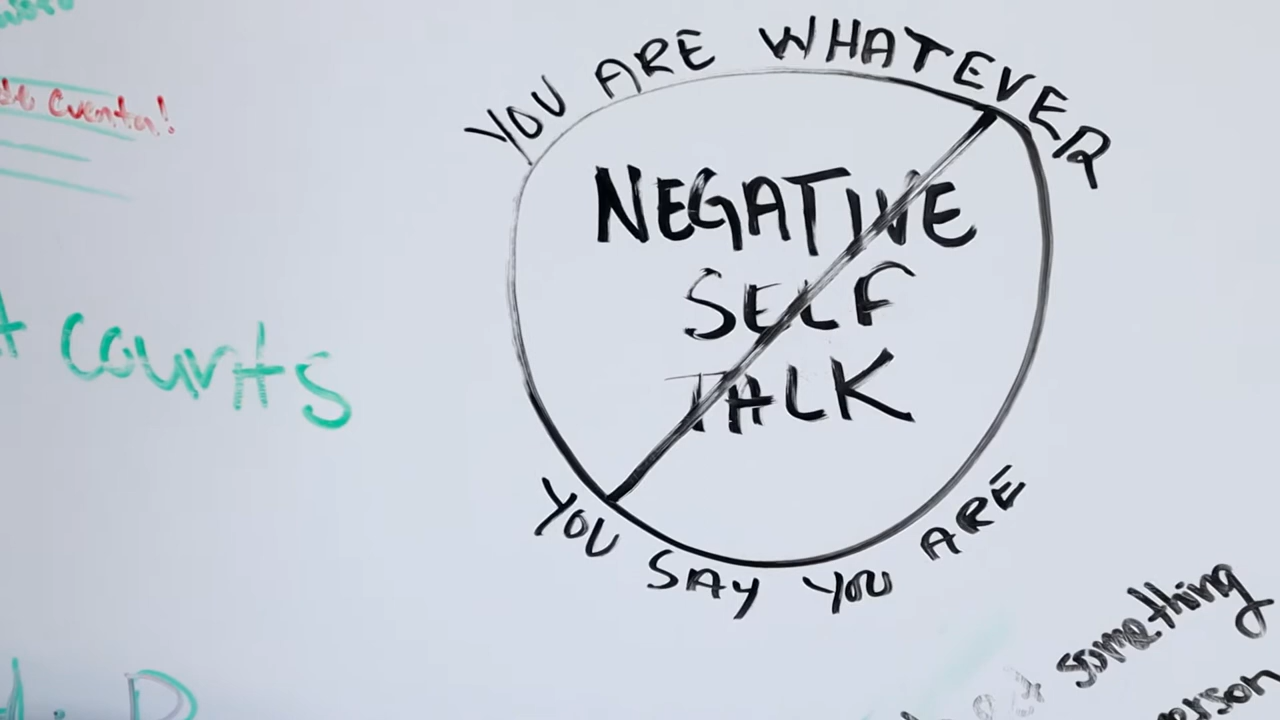 cuenta!
counts
YOU ARE WHATEVER
NEGATIVE
SELF
TALK
YOU SAY YOU ARE
something